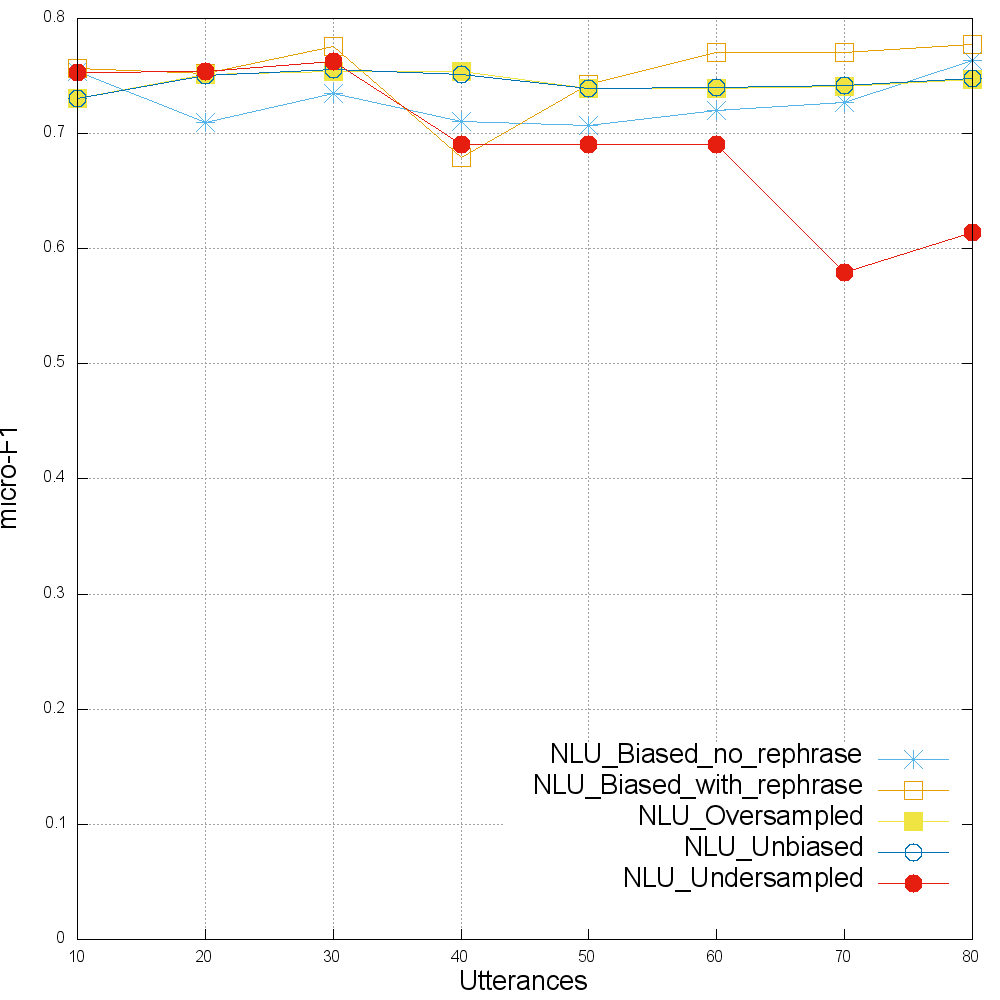 0.8
0.7
0.6
0.5
0.4
0.3
0.2
0.1
0
micro-F1
NLU_Biased_no_rephrase
NLU_Biased_with_rephrase
NLU_Oversampled
NLU_Unbiased
NLU_Undersampled
10 20 30 40 50 60 70 80
Utterances